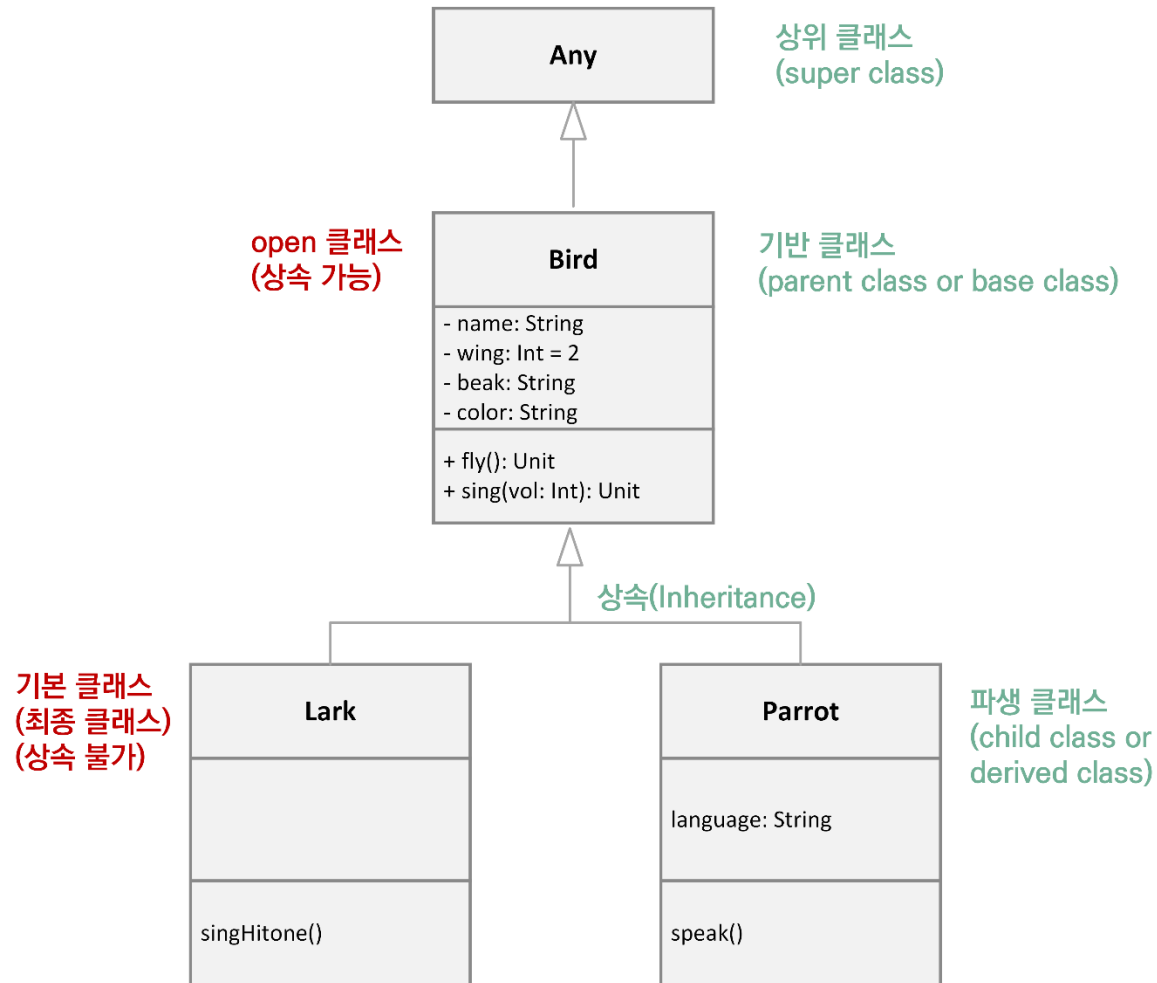 Any
상위 클래스
(super class)
open 클래스
(상속 가능)
Bird
기반 클래스
(parent class or base class)
- name: String
- wing: Int = 2
- beak: String
- color: String
+ fly(): Unit
+ sing(vol: Int): Unit
상속(Inheritance)
기본 클래스
(최종 클래스)
(상속 불가)
Lark
singHitone()
Parrot
language: String
speak()
파생 클래스
(child class or
derived class)